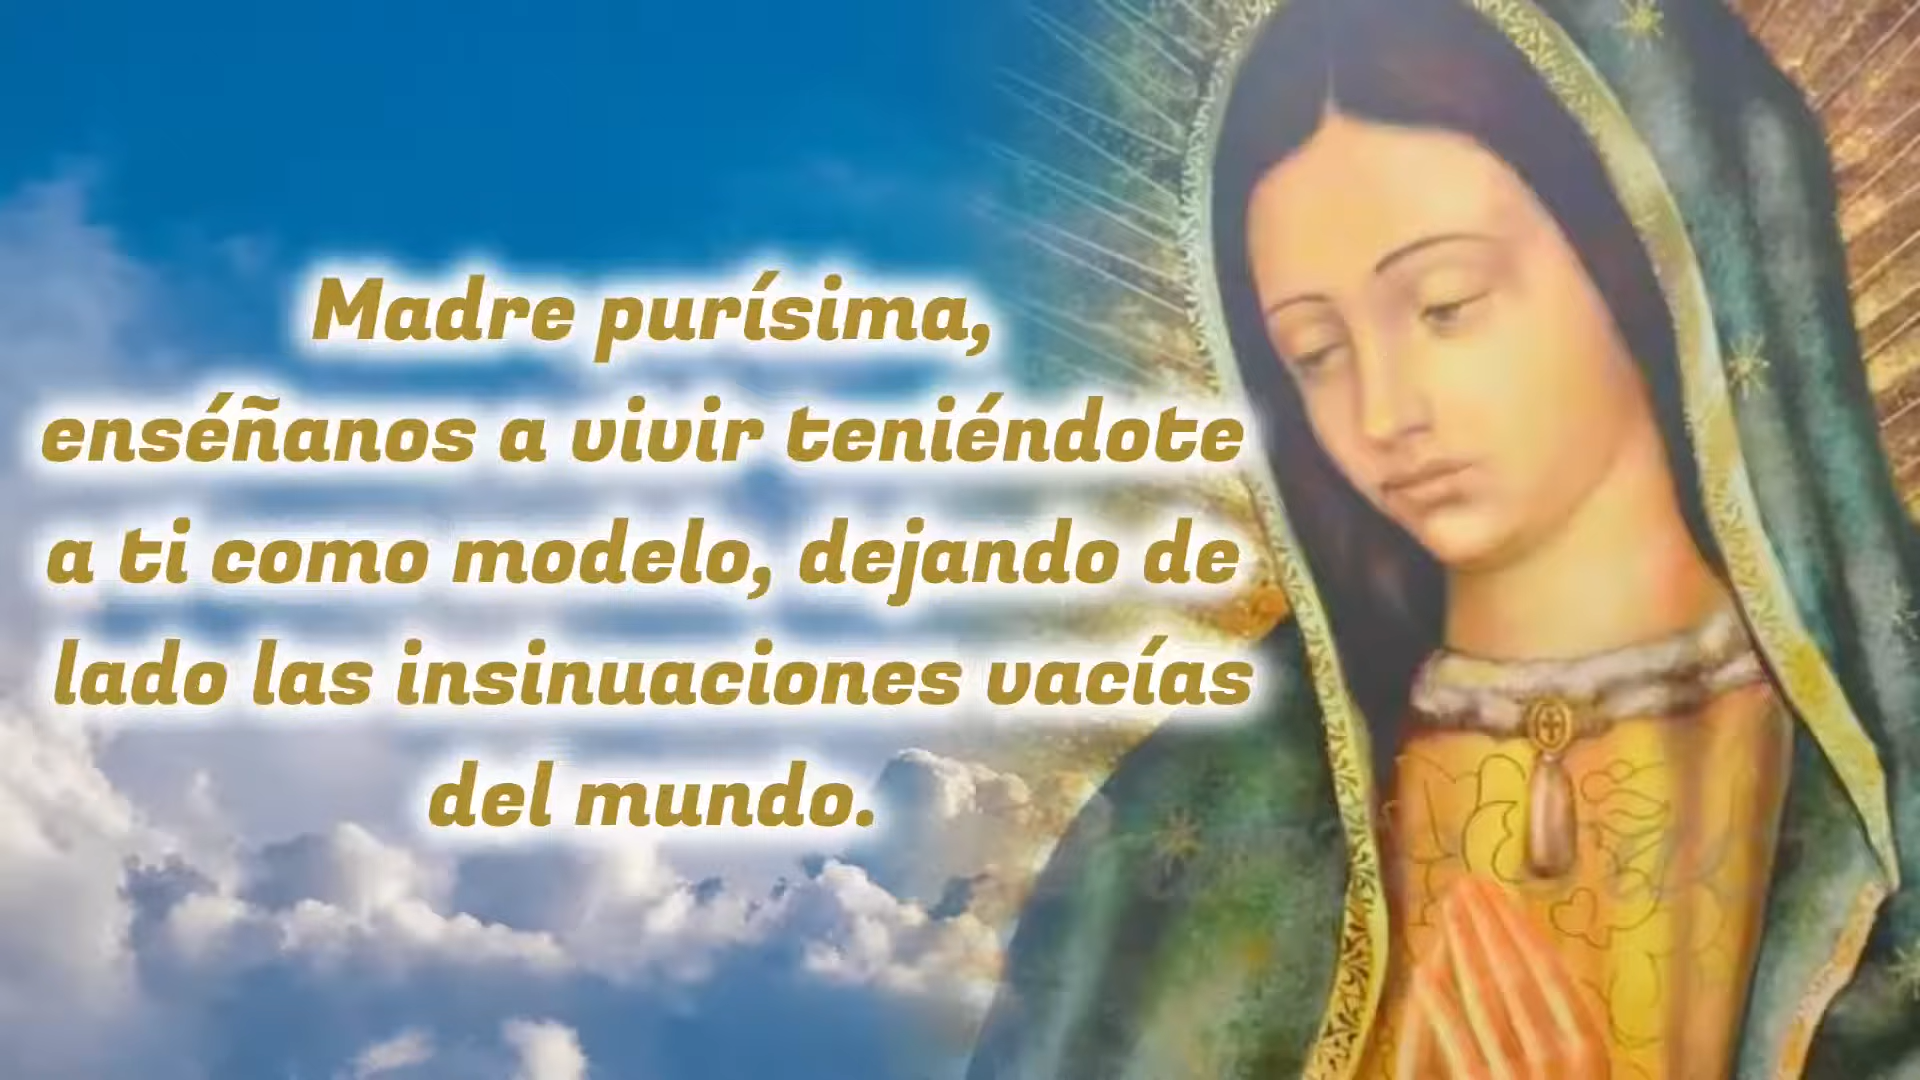 Madre purísima,
enséñanos a vivir teniéndote
a ti como modelo, dejando de
lado las insinuaciones vacías
del mundo.